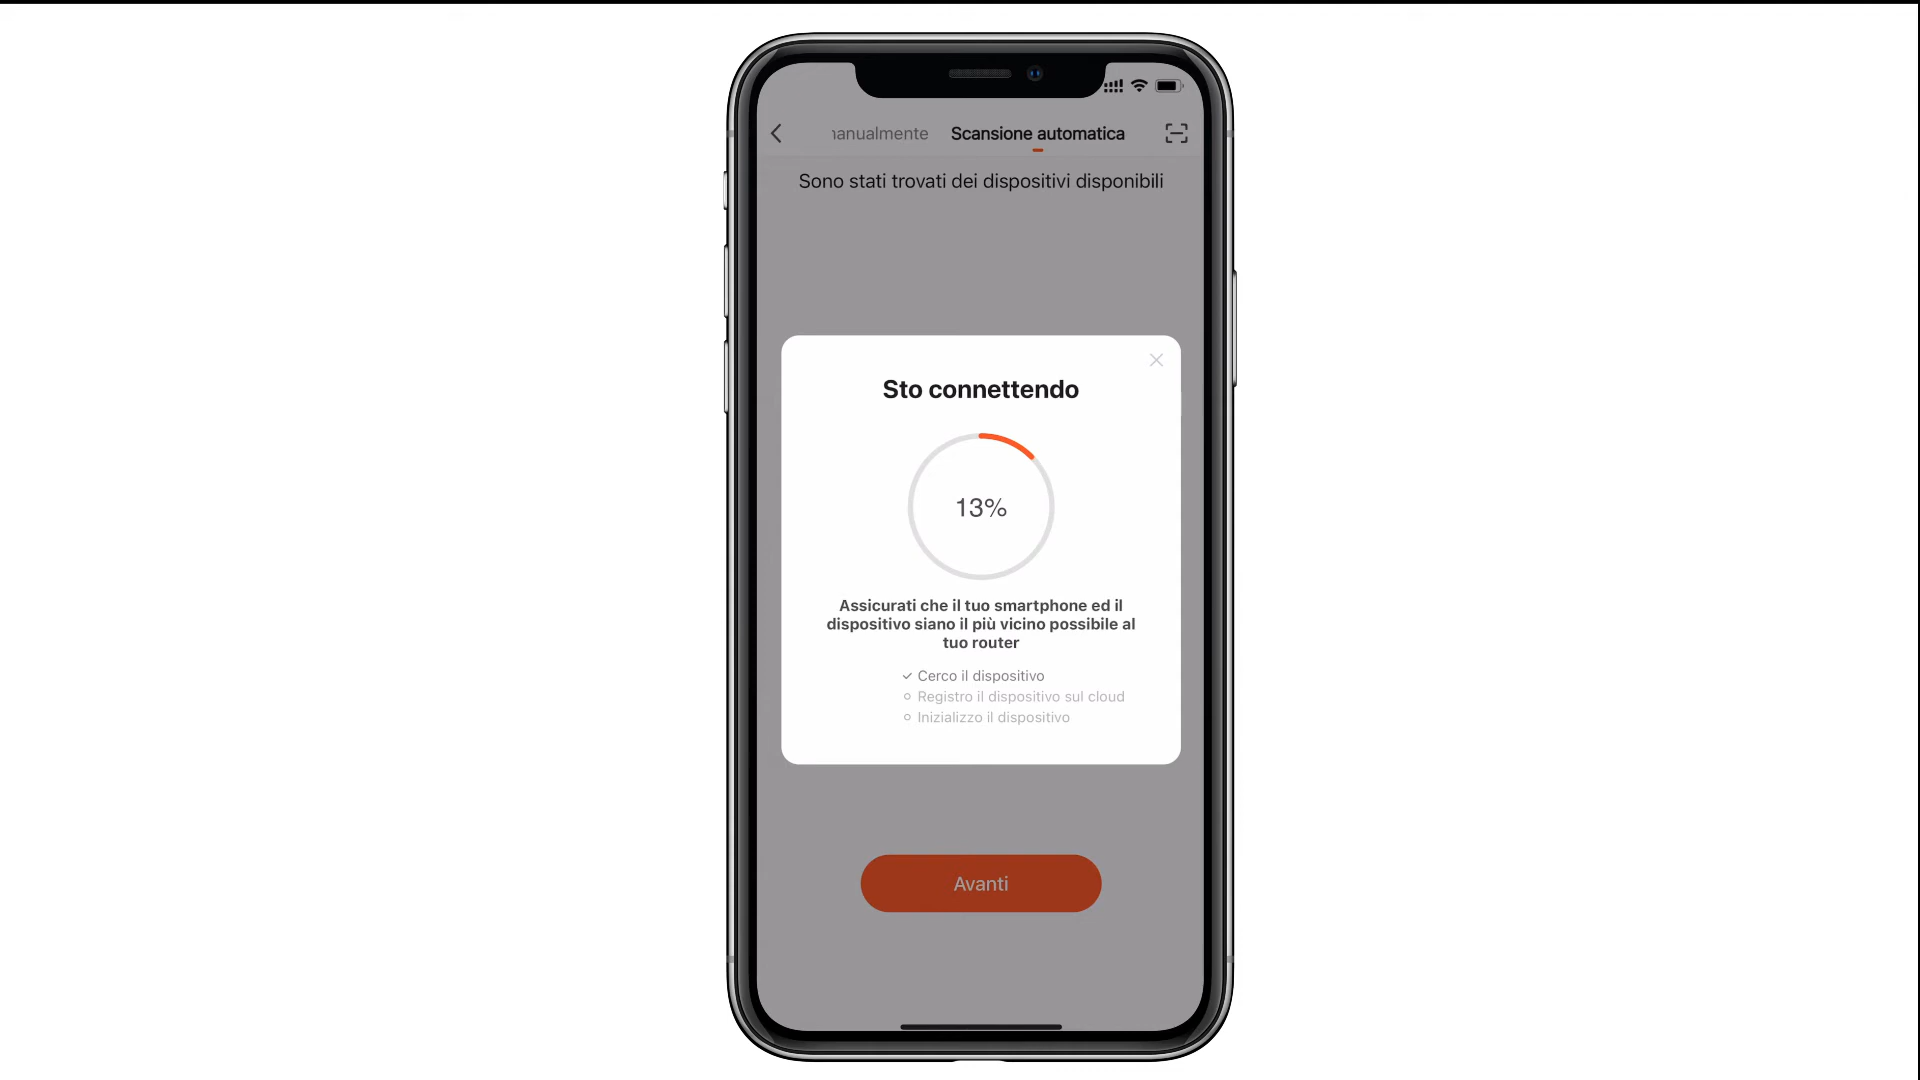 Scansione automatica
Sono stati trovati dei dispositivi disponibili
Sto connettendo
13%
Assicurati che il tuo smartphone ed il
dispositivo siano il più vicino possibile al
tuo router
Cerco il dispositivo
Registro il dispositivo sul cloud
Inizializzo il dispositivo
Avanti